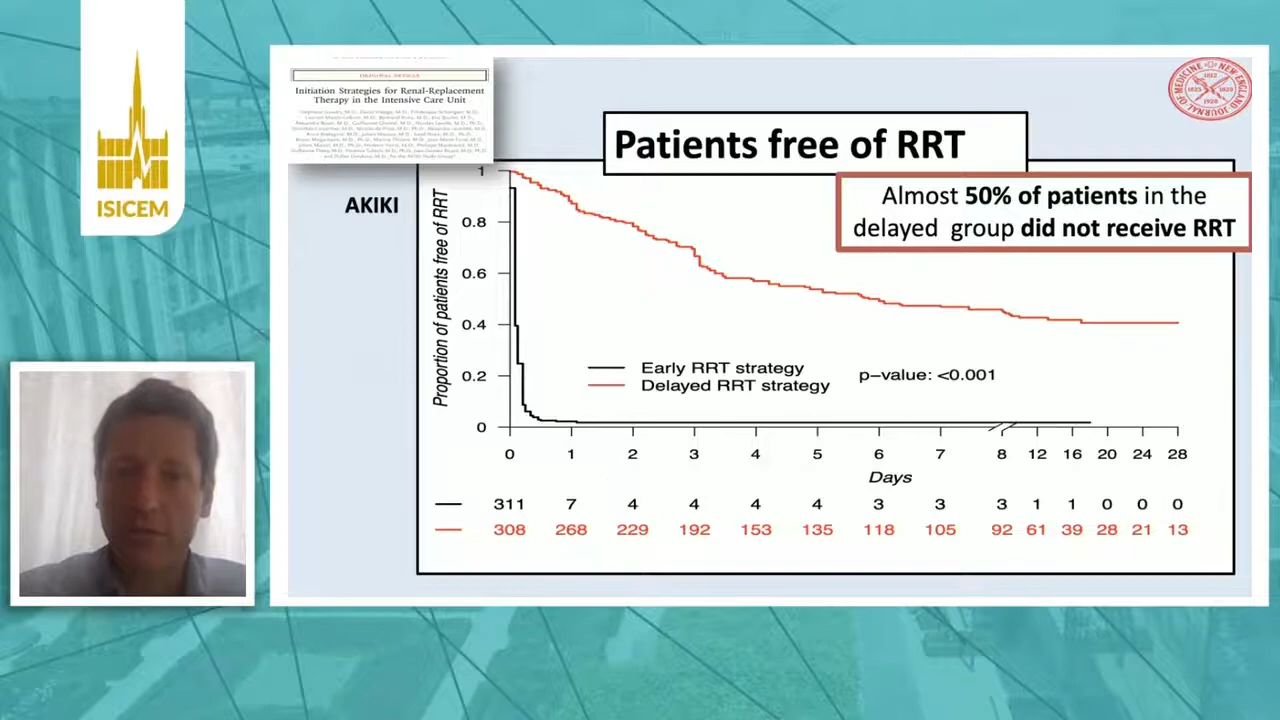 ISICEM
ORIGINAL ARTICLE
Initiation Strategies for Renal-Replacement
Therapy in the Intensive Care Unit
Patients free of RRT
Almost 50% of patients in the
delayed group did not receive RRT
AKIKI
Proportion of patients free of RRT
1
0.8
0.6
0.4
0.2
0
Early RRT strategy
Delayed RRT strategy
p-value: <0.001
0 1 2 3 4 5 6 7 8 12 16 20 24 28
Days
311 7 4 4 4 4 3 3 3 1 1 0 0 0
308 268 229 192 153 135 118 105 92 61 39 28 21 13